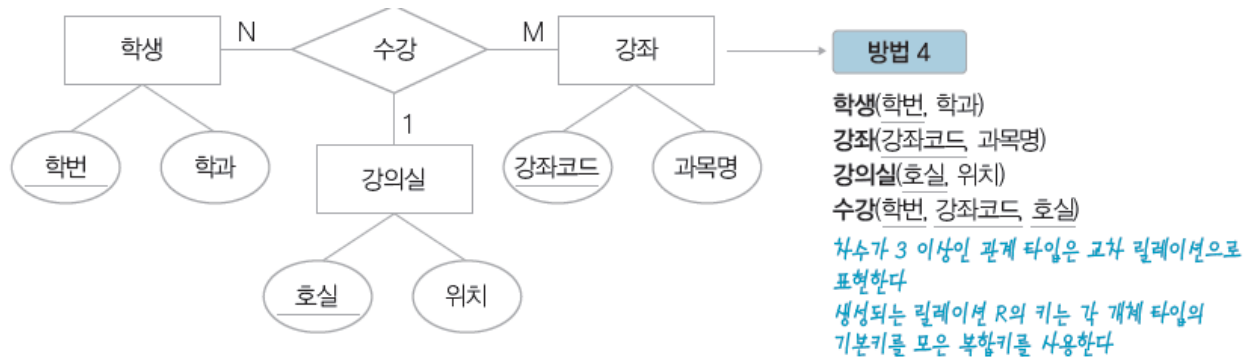 학생 N 수강 M 강좌 방법 4
학생(학번, 학과)
1
강좌(강좌코드, 과목명)
학번 학과 강의실 강좌코드 과목명
강의실(호실, 위치)
수강(학번, 강좌코드, 호실)
차수가 3 이상인 관계 타입은 교차 릴레이션으로
표현한다
호실 위치
생성되는 릴레이션 R의 키는 각 개체 타입의
기본키를 모은 복합키를 사용한다